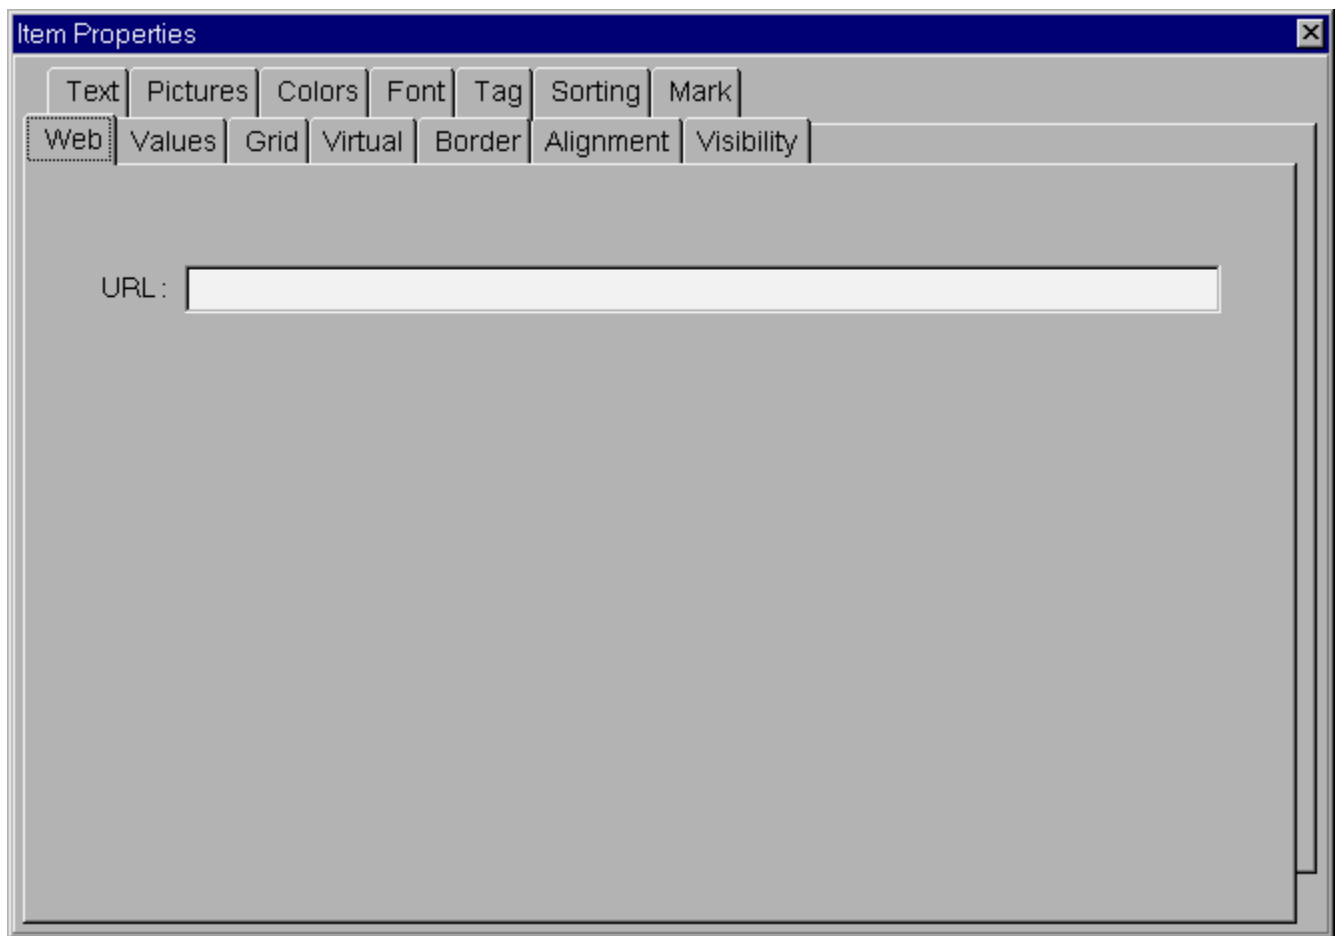 Item Properties
Text Pictures Colors Font Tag Sorting Mark
Web Values Grid Virtual Border Alignment Visibility
URL: